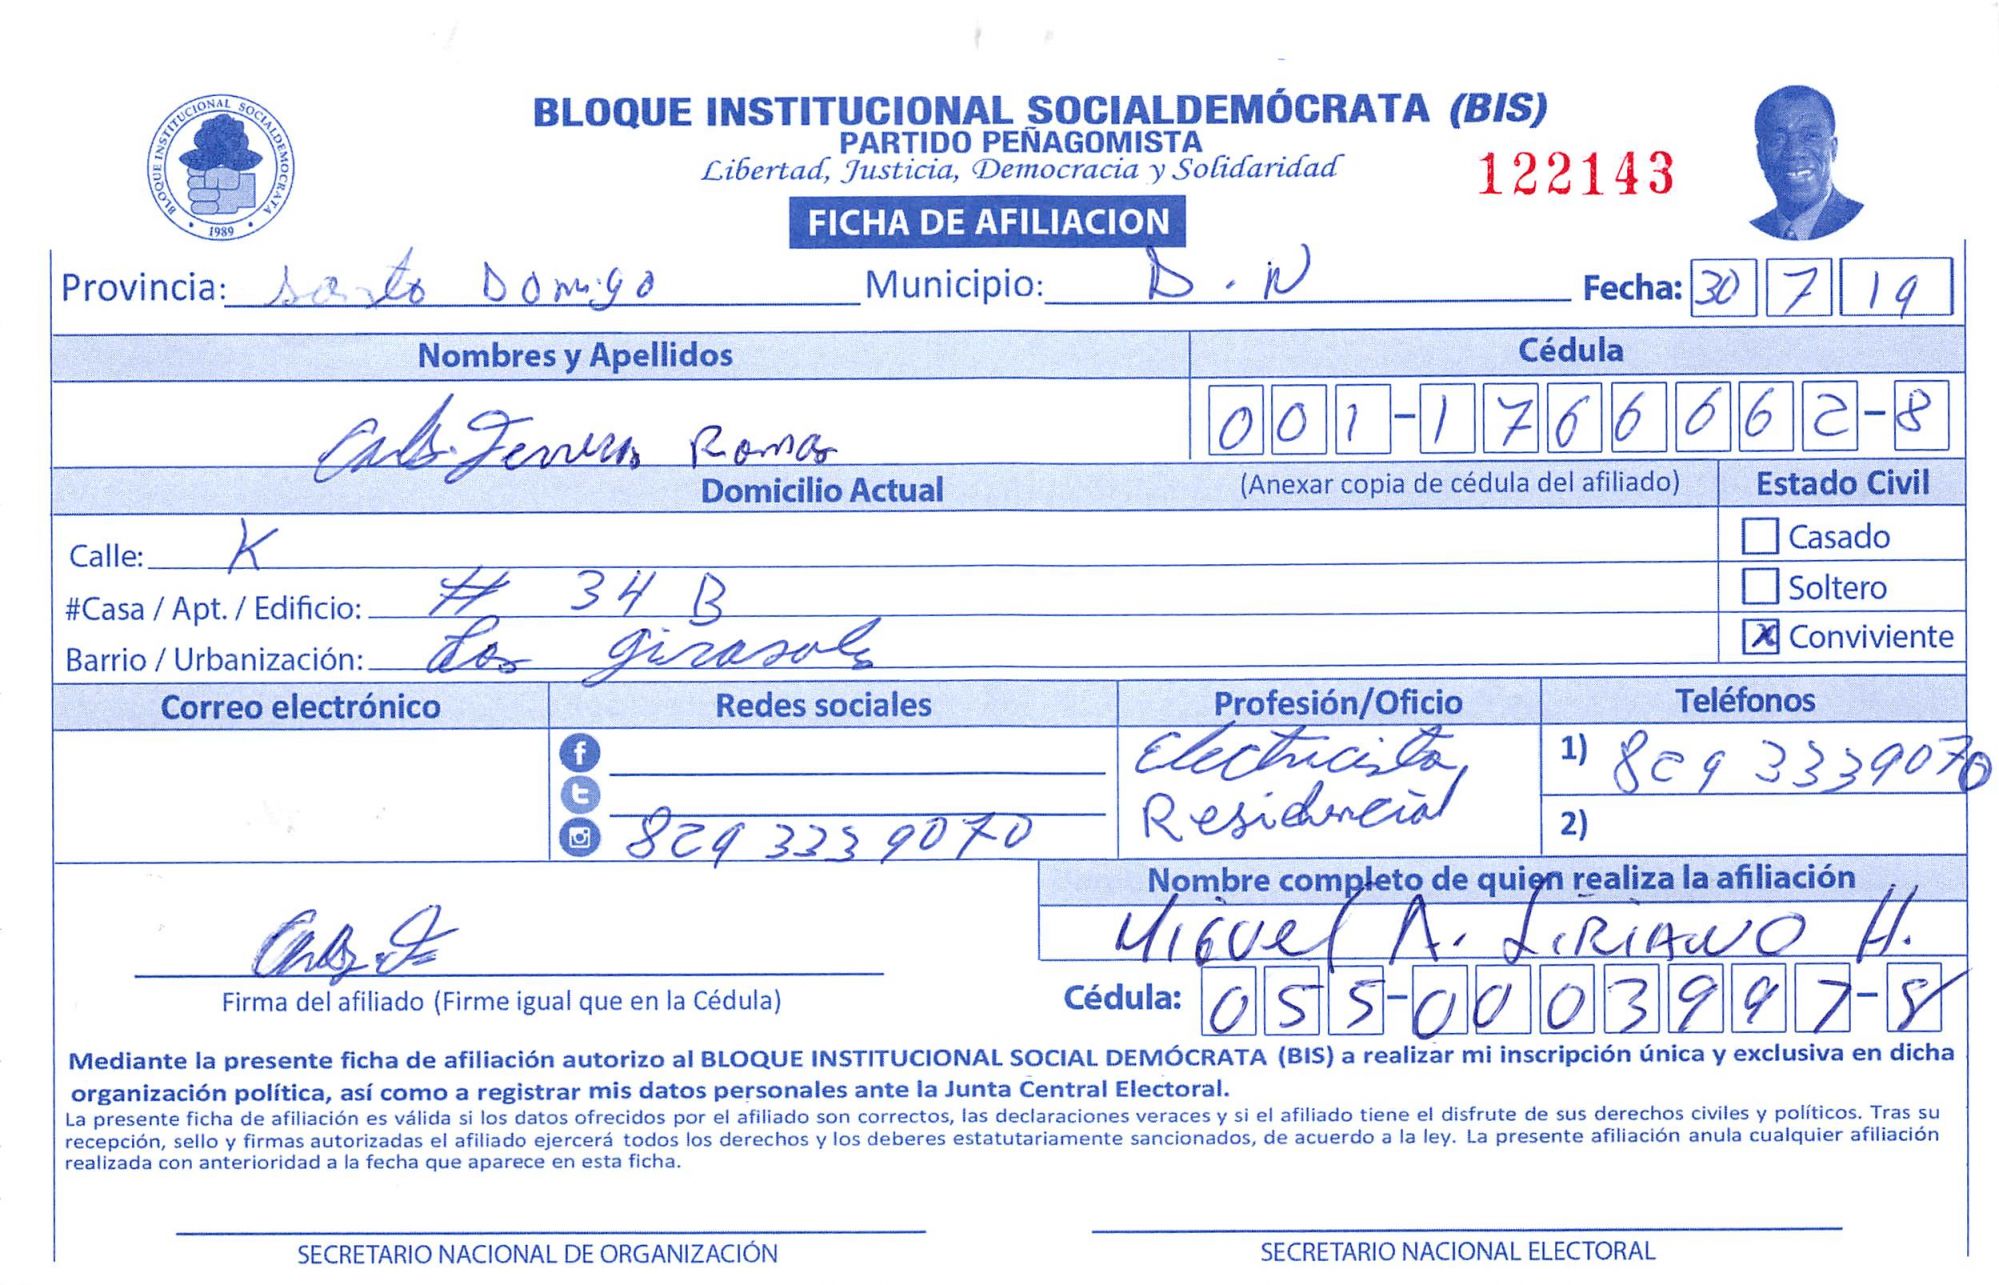 BLOQUE INSTITUCIONAL SOCIALDEMÓCRATA (BIS)
PARTIDO PEÑAGOMISTA
Libertad, Justicia, Democracia y Solidaridad
122143
BLOQUE INSTITUCIONAL SOCIALDEMOCRATA
1989
FICHA DE AFILIACION
Provincia: Santo Domigo Municipio: D.N Fecha: 30 7 19
Nombres y Apellidos Cédula
Carlos Ramos 001-1766662-8
Domicilio Actual (Anexar copia de cédula del afiliado) Estado Civil
Calle: K Casado
#Casa / Apt. / Edificio: # 34 B Soltero
Barrio / Urbanización: Los girasoles X Conviviente
Correo electrónico Redes sociales Profesión/Oficio Teléfonos
Electricista 1) 829 3339070
Residencial 2)
829 3339070
Nombre completo de quien realiza la afiliación
Miguel A. LIRIANO H.
Firma del afiliado (Firme igual que en la Cédula) Cédula: 055-0003997-8
Mediante la presente ficha de afiliación autorizo al BLOQUE INSTITUCIONAL SOCIAL DEMÓCRATA (BIS) a realizar mi inscripción única y exclusiva en dicha
organización política, así como a registrar mis datos personales ante la Junta Central Electoral.
La presente ficha de afiliación es válida si los datos ofrecidos por el afiliado son correctos, las declaraciones veraces y si el afiliado tiene el disfrute de sus derechos civiles y políticos. Tras su
recepción, sello y firmas autorizadas el afiliado ejercerá todos los derechos y los deberes estatutariamente sancionados, de acuerdo a la ley. La presente afiliación anula cualquier afiliación
realizada con anterioridad a la fecha que aparece en esta ficha.
SECRETARIO NACIONAL DE ORGANIZACIÓN SECRETARIO NACIONAL ELECTORAL